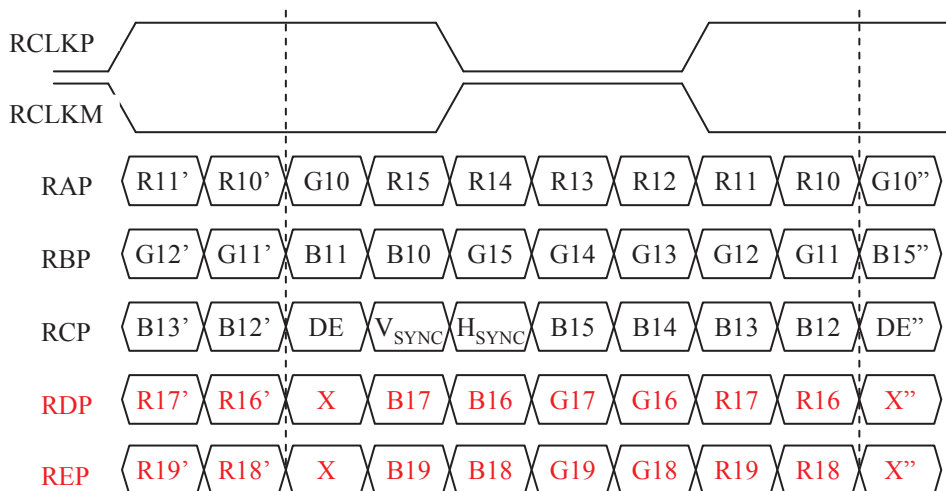 RCLKP
RCLKM
RAP R11’ R10’ G10 R15 R14 R13 R12 R11 R10 G10”
RBP G12’ G11’ B11 B10 G15 G14 G13 G12 G11 B15”
RCP B13’ B12’ DE VSYNC HSYNC B15 B14 B13 B12 DE”
RDP R17’ R16’ X B17 B16 G17 G16 R17 R16 X”
REP R19’ R18’ X B19 B18 G19 G18 R19 R18 X”